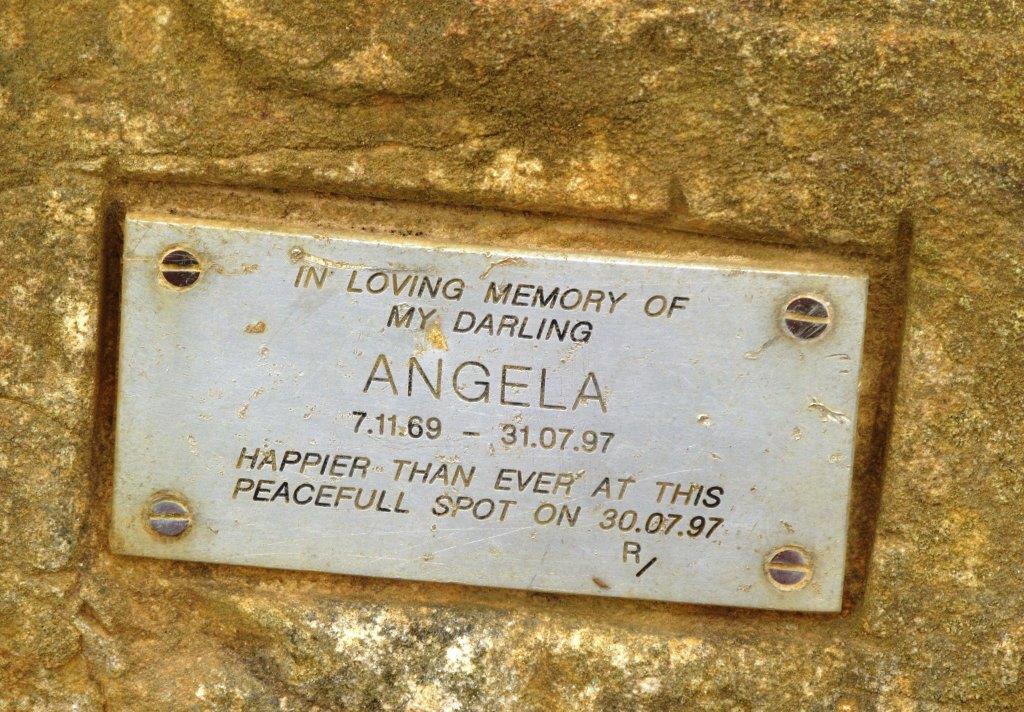 IN LOVING MEMORY OF
MY DARLING
ANGELA
7.11.69 - 31.07.97
HAPPIER THAN EVER AT THIS
PEACEFULL SPOT ON 30.07.97
R/